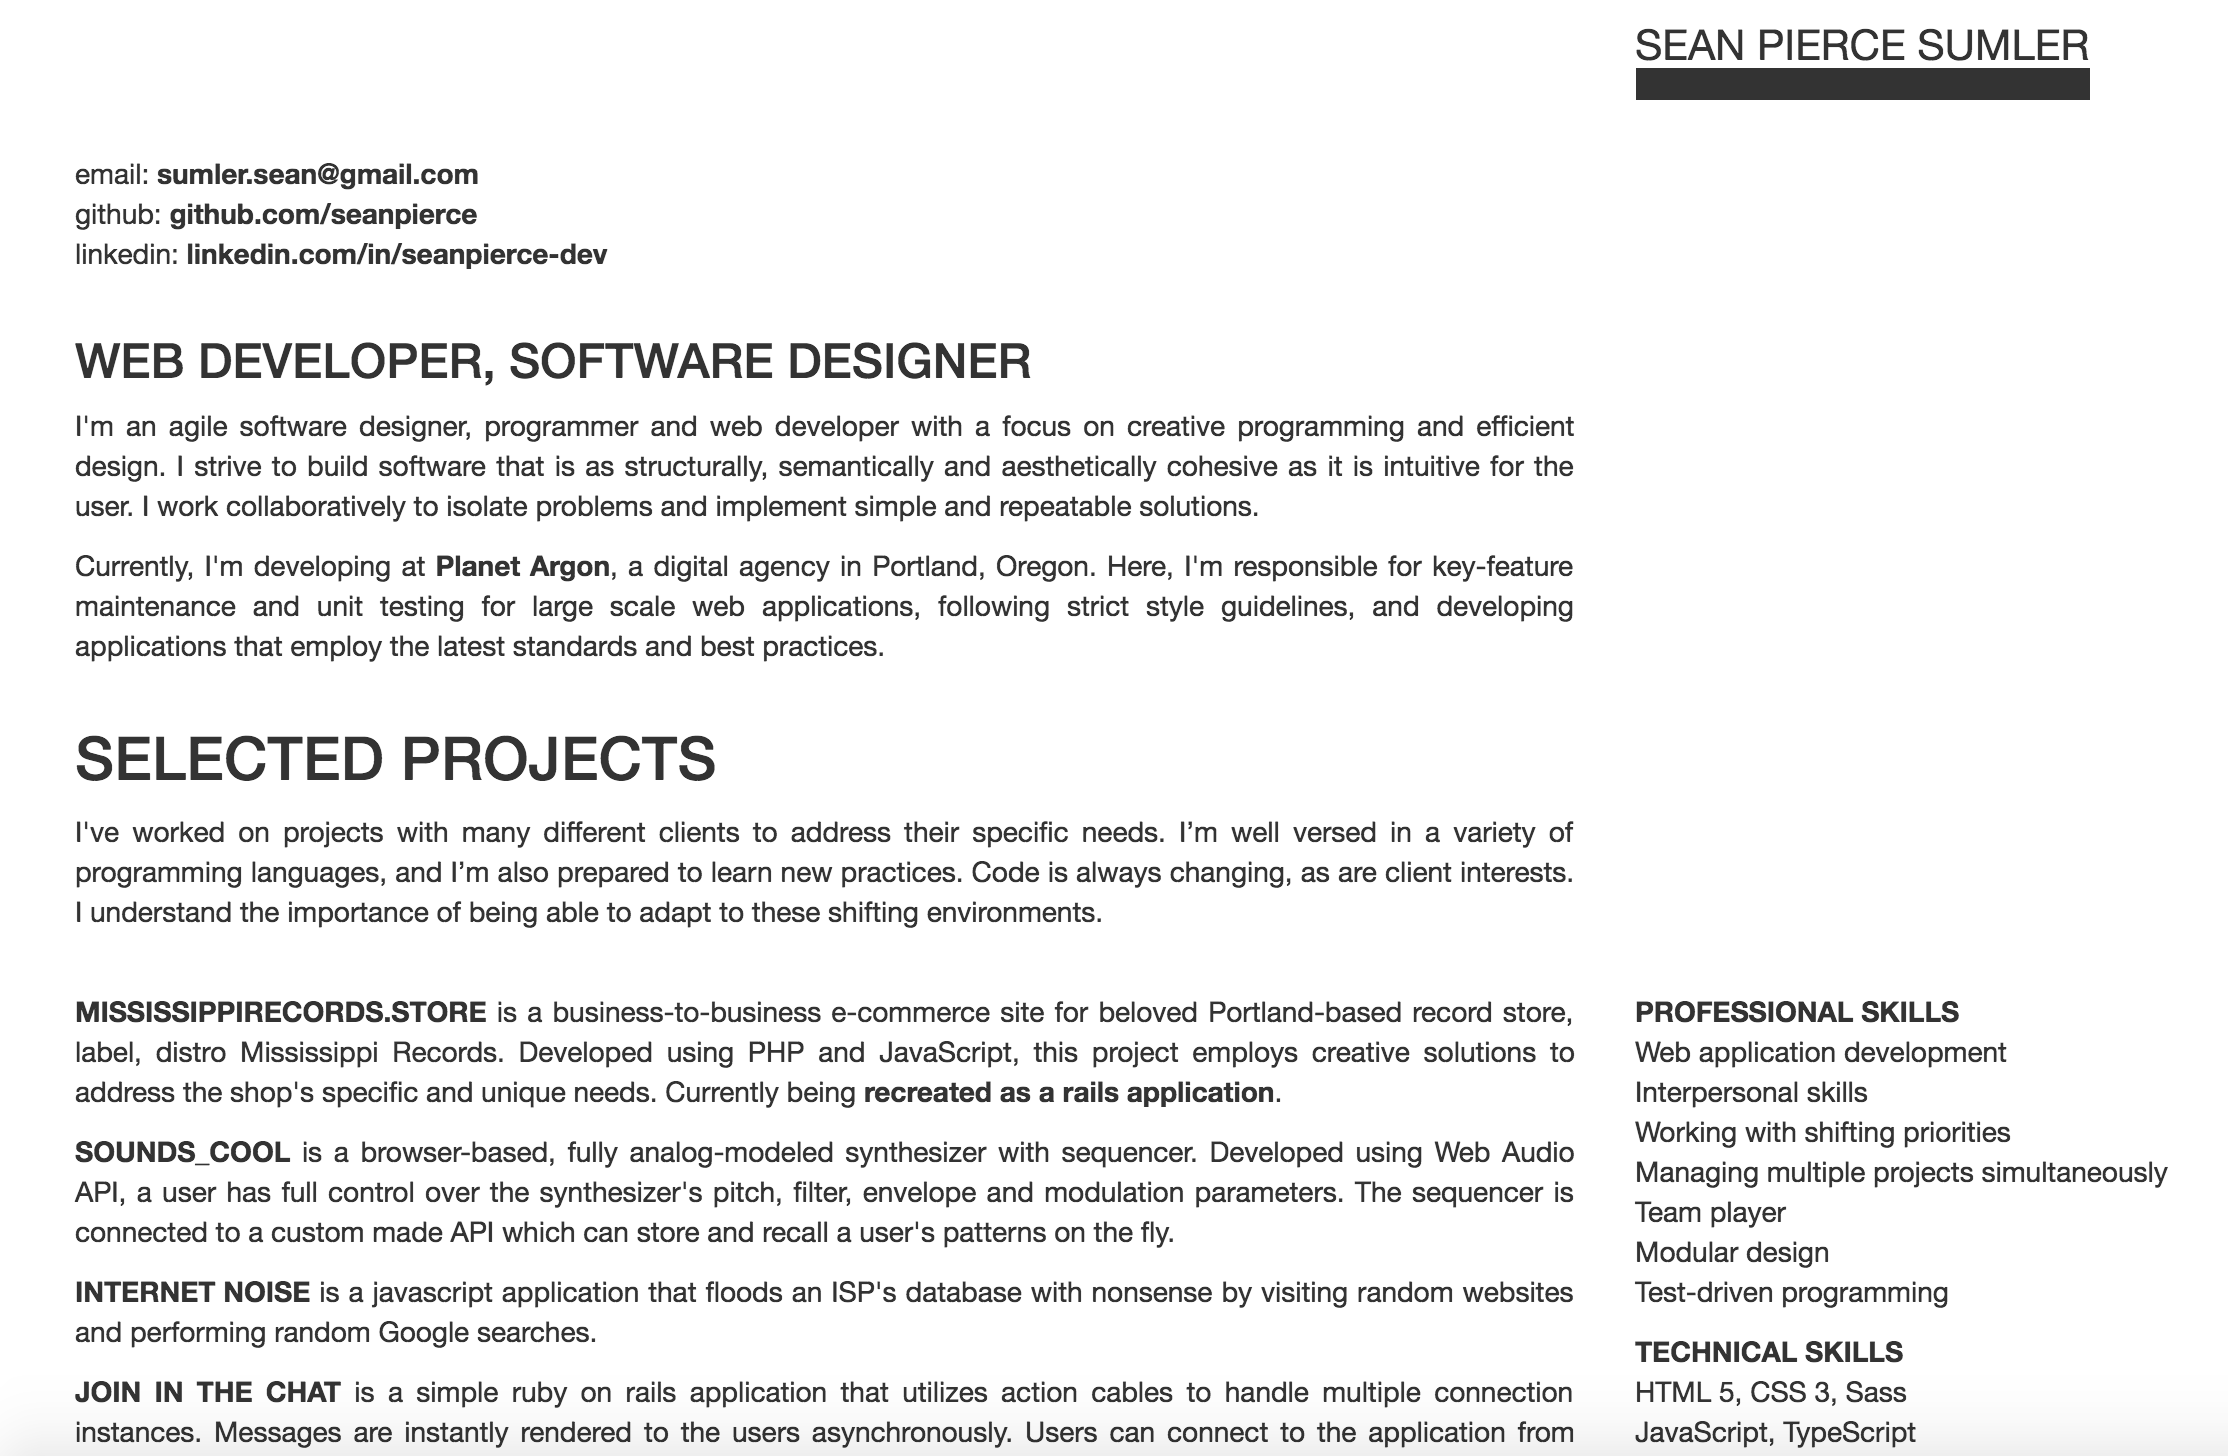 SEAN PIERCE SUMLER
email: sumler.sean@gmail.com
github: github.com/seanpierce
linkedin: linkedin.com/in/seanpierce-dev
WEB DEVELOPER, SOFTWARE DESIGNER
I'm an agile software designer, programmer and web developer with a focus on creative programming and efficient
design. I strive to build software that is as structurally, semantically and aesthetically cohesive as it is intuitive for the
user. I work collaboratively to isolate problems and implement simple and repeatable solutions.
Currently, I'm developing at Planet Argon, a digital agency in Portland, Oregon. Here, I'm responsible for key-feature
maintenance and unit testing for large scale web applications, following strict style guidelines, and developing
applications that employ the latest standards and best practices.
SELECTED PROJECTS
I've worked on projects with many different clients to address their specific needs. I’m well versed in a variety of
programming languages, and I’m also prepared to learn new practices. Code is always changing, as are client interests.
I understand the importance of being able to adapt to these shifting environments.
MISSISSIPPIRECORDS.STORE is a business-to-business e-commerce site for beloved Portland-based record store,
label, distro Mississippi Records. Developed using PHP and JavaScript, this project employs creative solutions to
address the shop's specific and unique needs. Currently being recreated as a rails application.
SOUNDS_COOL is a browser-based, fully analog-modeled synthesizer with sequencer. Developed using Web Audio
API, a user has full control over the synthesizer's pitch, filter, envelope and modulation parameters. The sequencer is
connected to a custom made API which can store and recall a user's patterns on the fly.
INTERNET NOISE is a javascript application that floods an ISP's database with nonsense by visiting random websites
and performing random Google searches.
JOIN IN THE CHAT is a simple ruby on rails application that utilizes action cables to handle multiple connection
instances. Messages are instantly rendered to the users asynchronously. Users can connect to the application from
PROFESSIONAL SKILLS
Web application development
Interpersonal skills
Working with shifting priorities
Managing multiple projects simultaneously
Team player
Modular design
Test-driven programming
TECHNICAL SKILLS
HTML 5, CSS 3, Sass
JavaScript, TypeScript